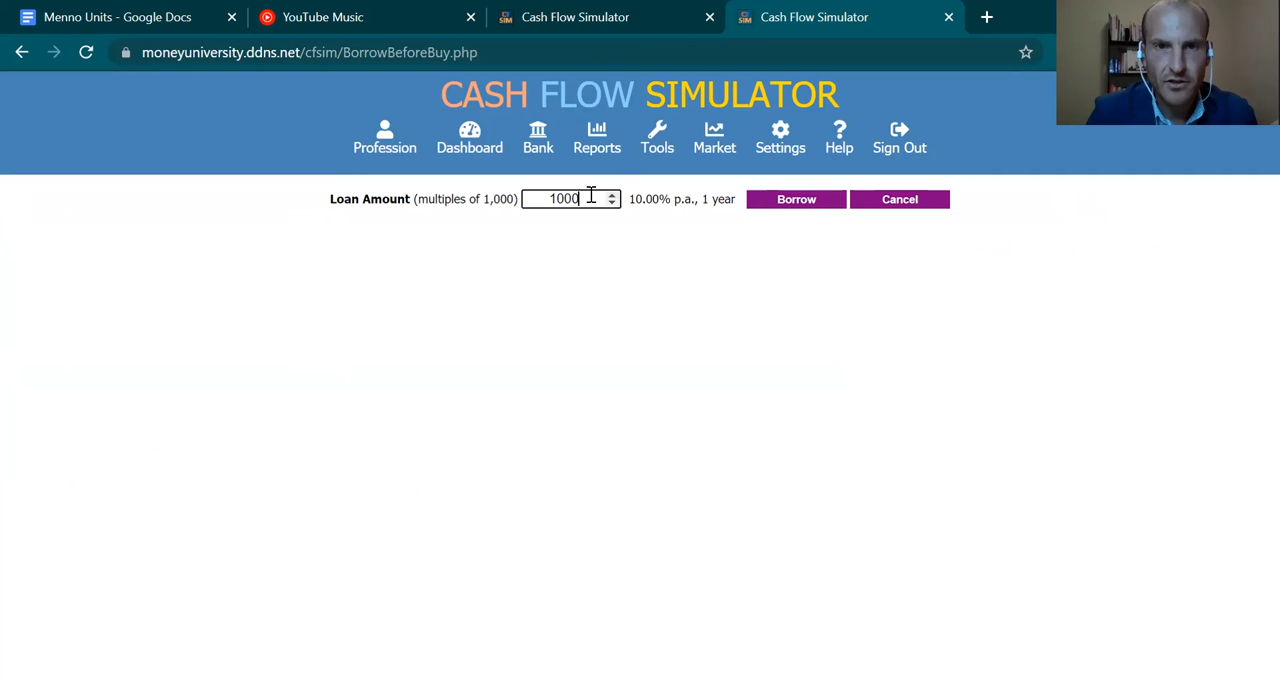 Menno Units - Google Docs
YouTube Music
Cash Flow Simulator
Cash Flow Simulator
moneyuniversity.ddns.net/cfsim/BorrowBeforeBuy.php
CASH FLOW SIMULATOR
Profession Dashboard Bank Reports Tools Market Settings Help Sign Out
Loan Amount (multiples of 1,000) 1000 10.00% p.a., 1 year Borrow Cancel